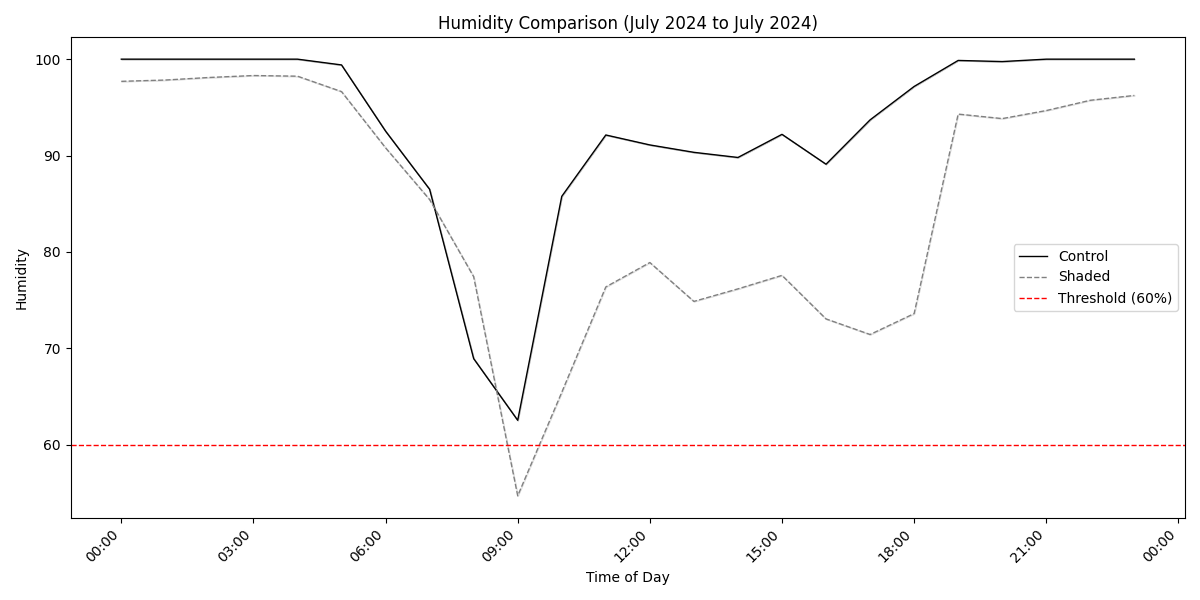 Humidity Comparison (July 2024 to July 2024)
Humidity
100
90
80
70
60
Control
Shaded
Threshold (60%)
00:00
03:00
06:00
09:00
12:00
15:00
18:00
21:00
00:00
Time of Day